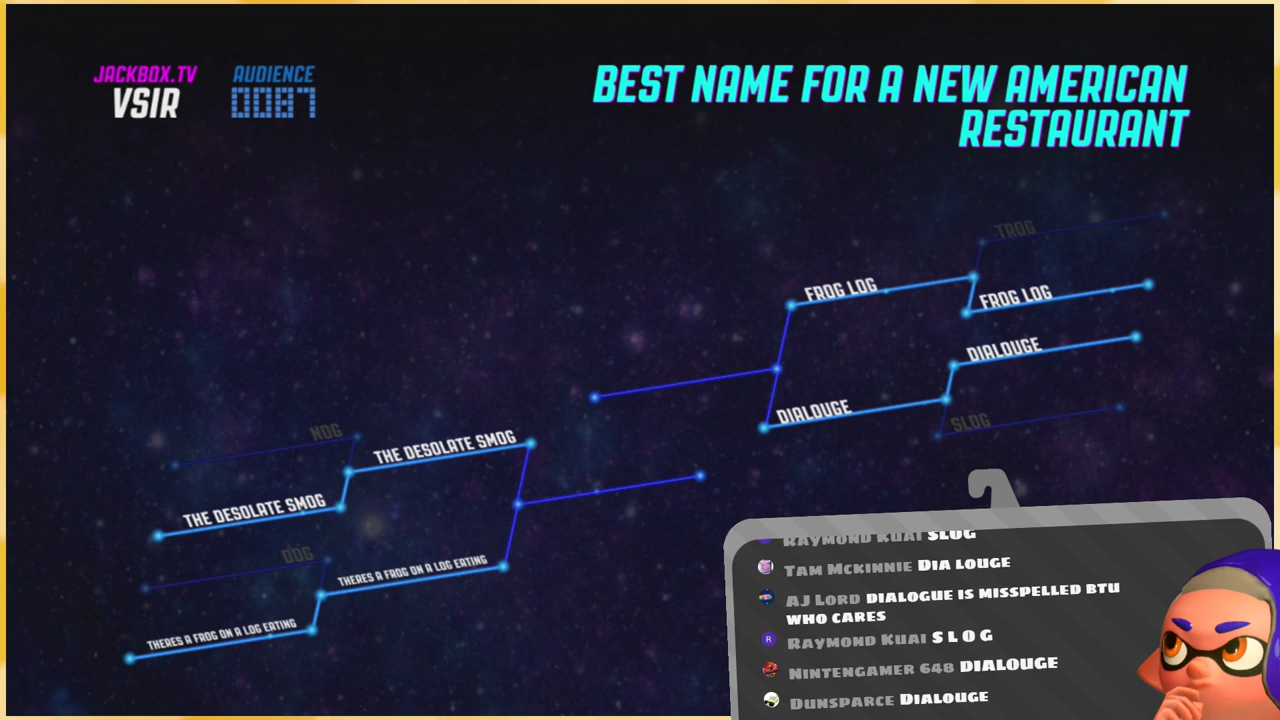 JACKBOX.TV
VSIR
AUDIENCE
0087
BEST NAME FOR A NEW AMERICAN
RESTAURANT
TROG
FROG LOG
FROG LOG
DIALOUGE
DIALOUGE
SLOG
NOG
THE DESOLATE SMOG
THE DESOLATE SMOG
DOG
THERES A FROG ON A LOG EATING
THERES A FROG ON A LOG EATING
RAYMOND KUAI SLOG
TAM MCKINNIE DIA LOUGE
AJ LORD DIALOGUE IS MISSPELLED BTU
WHO CARES
R RAYMOND KUAI S L O G
NINTENGAMER 648 DIALOUGE
DUNSPARCE DIALOUGE